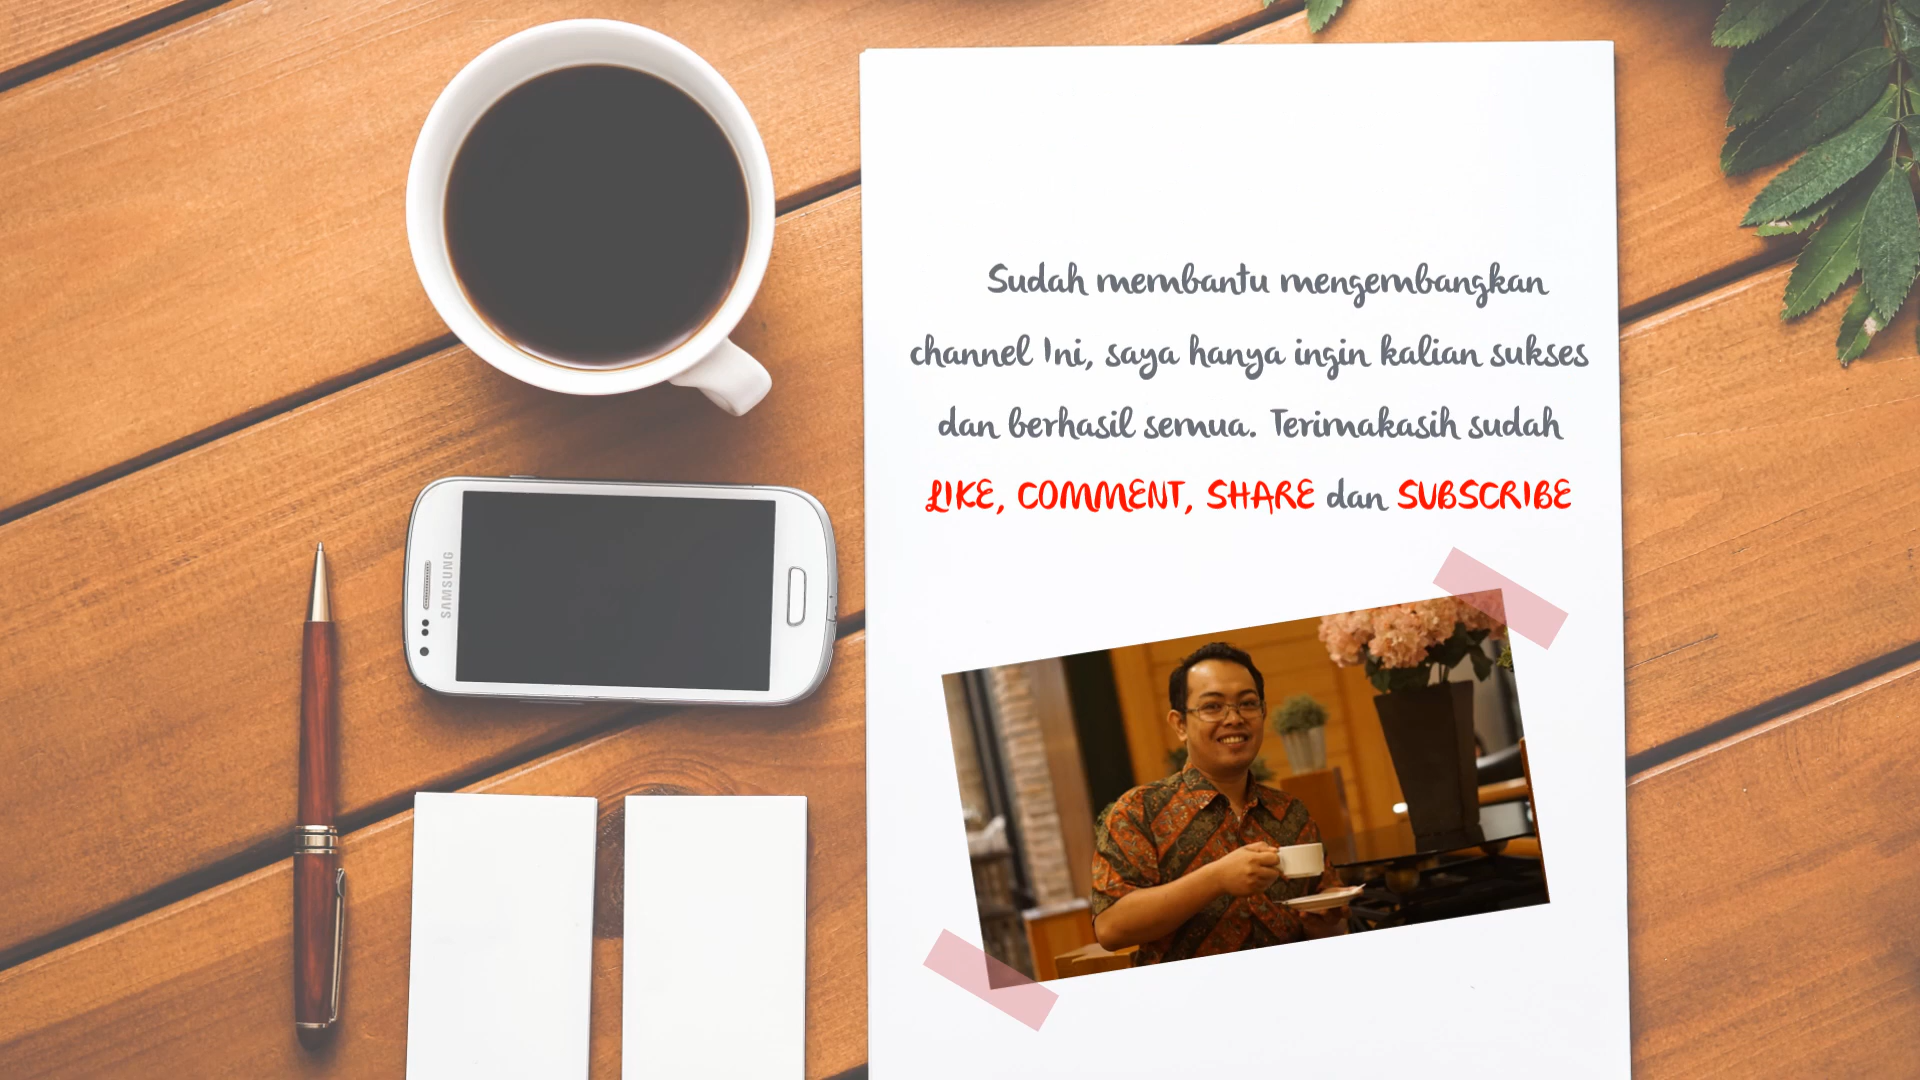 SAMSUNG
Sudah membantu mengembangkan
channel Ini, saya hanya ingin kalian sukses
dan berhasil semua. Terimakasih sudah
LIKE, COMMENT, SHARE dan SUBSCRIBE